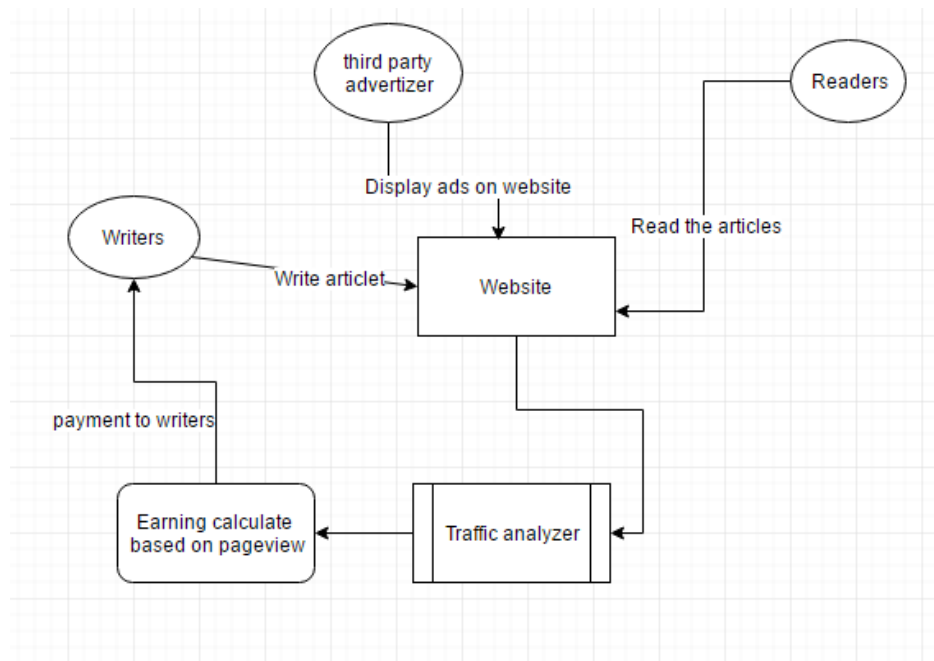 third party
advertizer
Readers
Display ads on website
Read the articles
Writers
Write articlet
Website
payment to writers
Earning calculate
based on pageview
Traffic analyzer